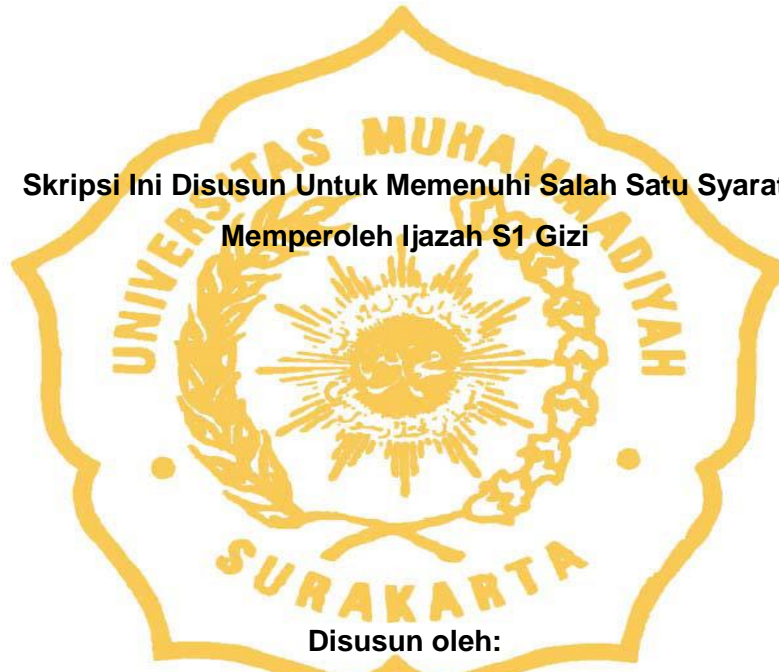 UNIVERSITAS MUHAMMADIYAH
Skripsi Ini Disusun Untuk Memenuhi Salah Satu Syarat
Memperoleh Ijazah S1 Gizi
SURAKARTA
Disusun oleh: